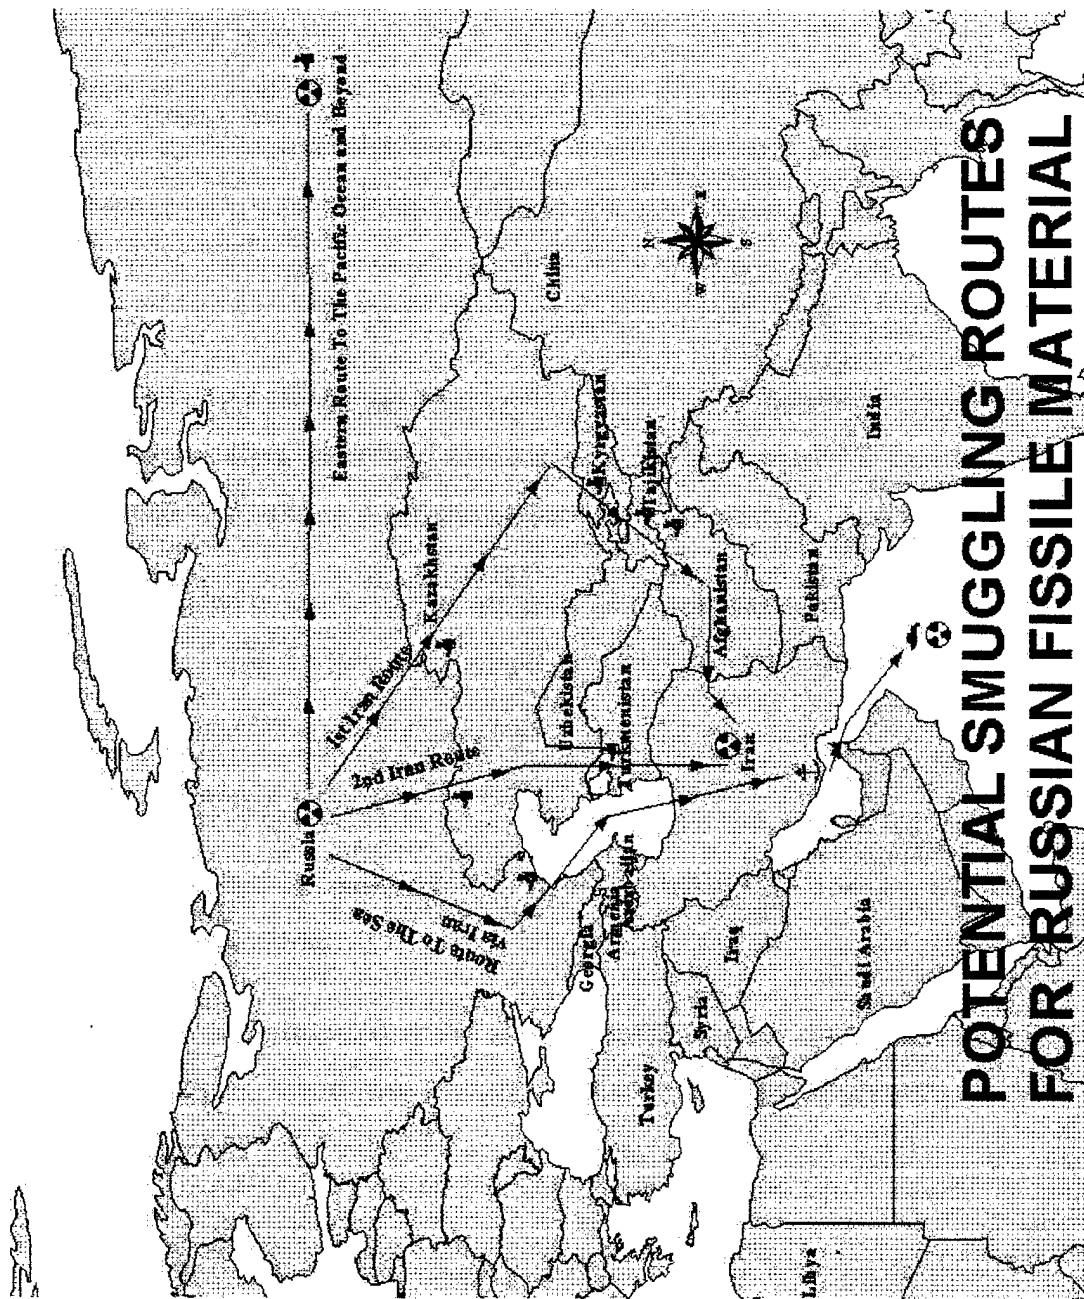 Eastern Route To The Pacific Ocean and Beyond
Russia
1st Iran Route
2nd Iran Route
Route To The Sea
via Iran
Kazakhstan
China
N
W
E
S
Kyrgyzstan
Tajikistan
Uzbekistan
Turkmenistan
Georgia
Armenia
Azerbaijan
Turkey
Syria
Iraq
Iran
Afghanistan
Pakistan
India
Saudi Arabia
Libya
POTENTIAL SMUGGLING ROUTES
FOR RUSSIAN FISSILE MATERIAL